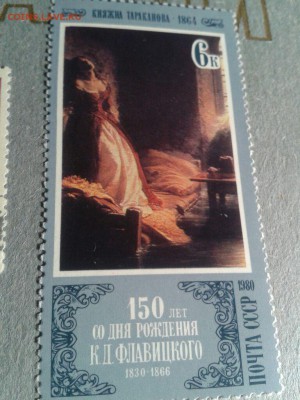 КНЯЖНА ТАРАКАНОВА · 1864
6к
150 ЛЕТ
СО ДНЯ РОЖДЕНИЯ
К.Д. ФЛАВИЦКОГО
1830–1866
ПОЧТА СССР 1980